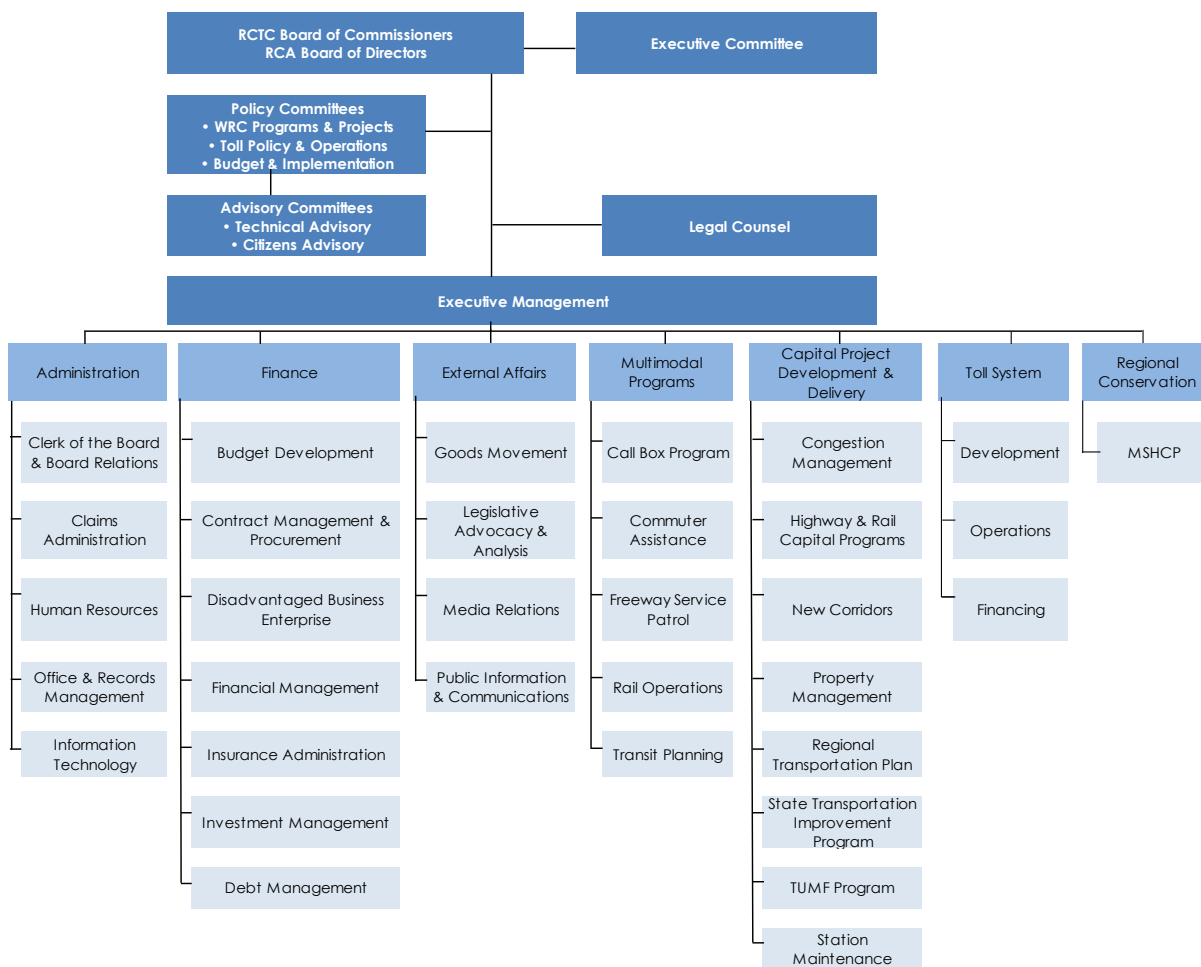 RCTC Board of Commissioners
RCA Board of Directors
Executive Committee
Policy Committees
• WRC Programs & Projects
• Toll Policy & Operations
• Budget & Implementation
Advisory Committees
• Technical Advisory
• Citizens Advisory
Legal Counsel
Executive Management
Administration
Clerk of the Board
& Board Relations
Claims
Administration
Human Resources
Office & Records
Management
Information
Technology
Finance
Budget Development
Contract Management &
Procurement
Disadvantaged Business
Enterprise
Financial Management
Insurance Administration
Investment Management
Debt Management
External Affairs
Goods Movement
Legislative
Advocacy &
Analysis
Media Relations
Public Information
& Communications
Multimodal
Programs
Call Box Program
Commuter
Assistance
Freeway Service
Patrol
Rail Operations
Transit Planning
Capital Project
Development &
Delivery
Congestion
Management
Highway & Rail
Capital Programs
New Corridors
Property
Management
Regional
Transportation Plan
State Transportation
Improvement
Program
TUMF Program
Station
Maintenance
Toll System
Development
Operations
Financing
Regional
Conservation
MSHCP